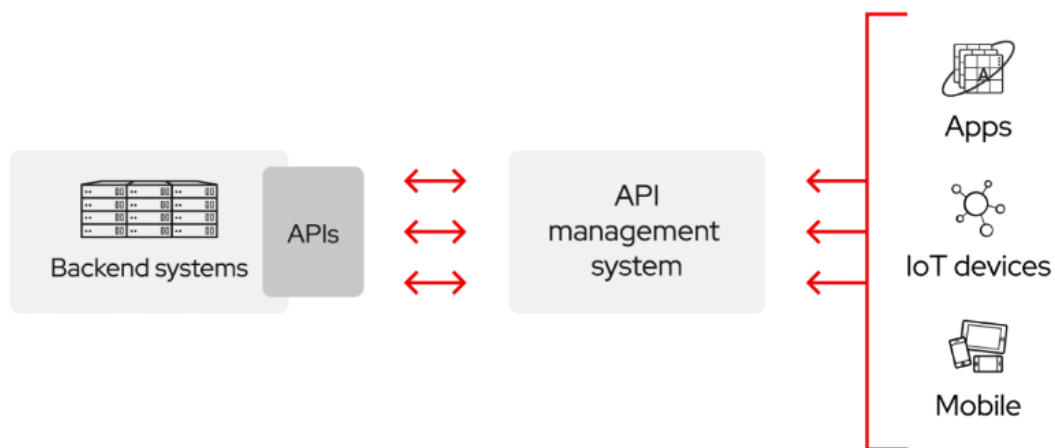 Backend systems
APIs
API
management
system
A
Apps
IoT devices
Mobile